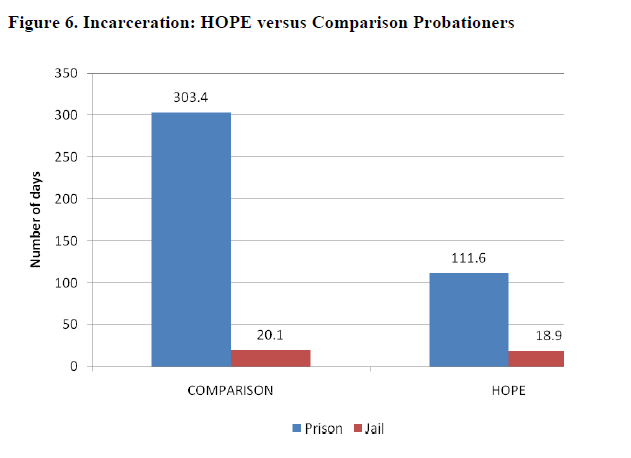 Figure 6. Incarceration: HOPE versus Comparison Probationers
350
303.4
300
250
200
Number of days
150
111.6
100
50
20.1
18.9
0
COMPARISON
HOPE
Prison Jail